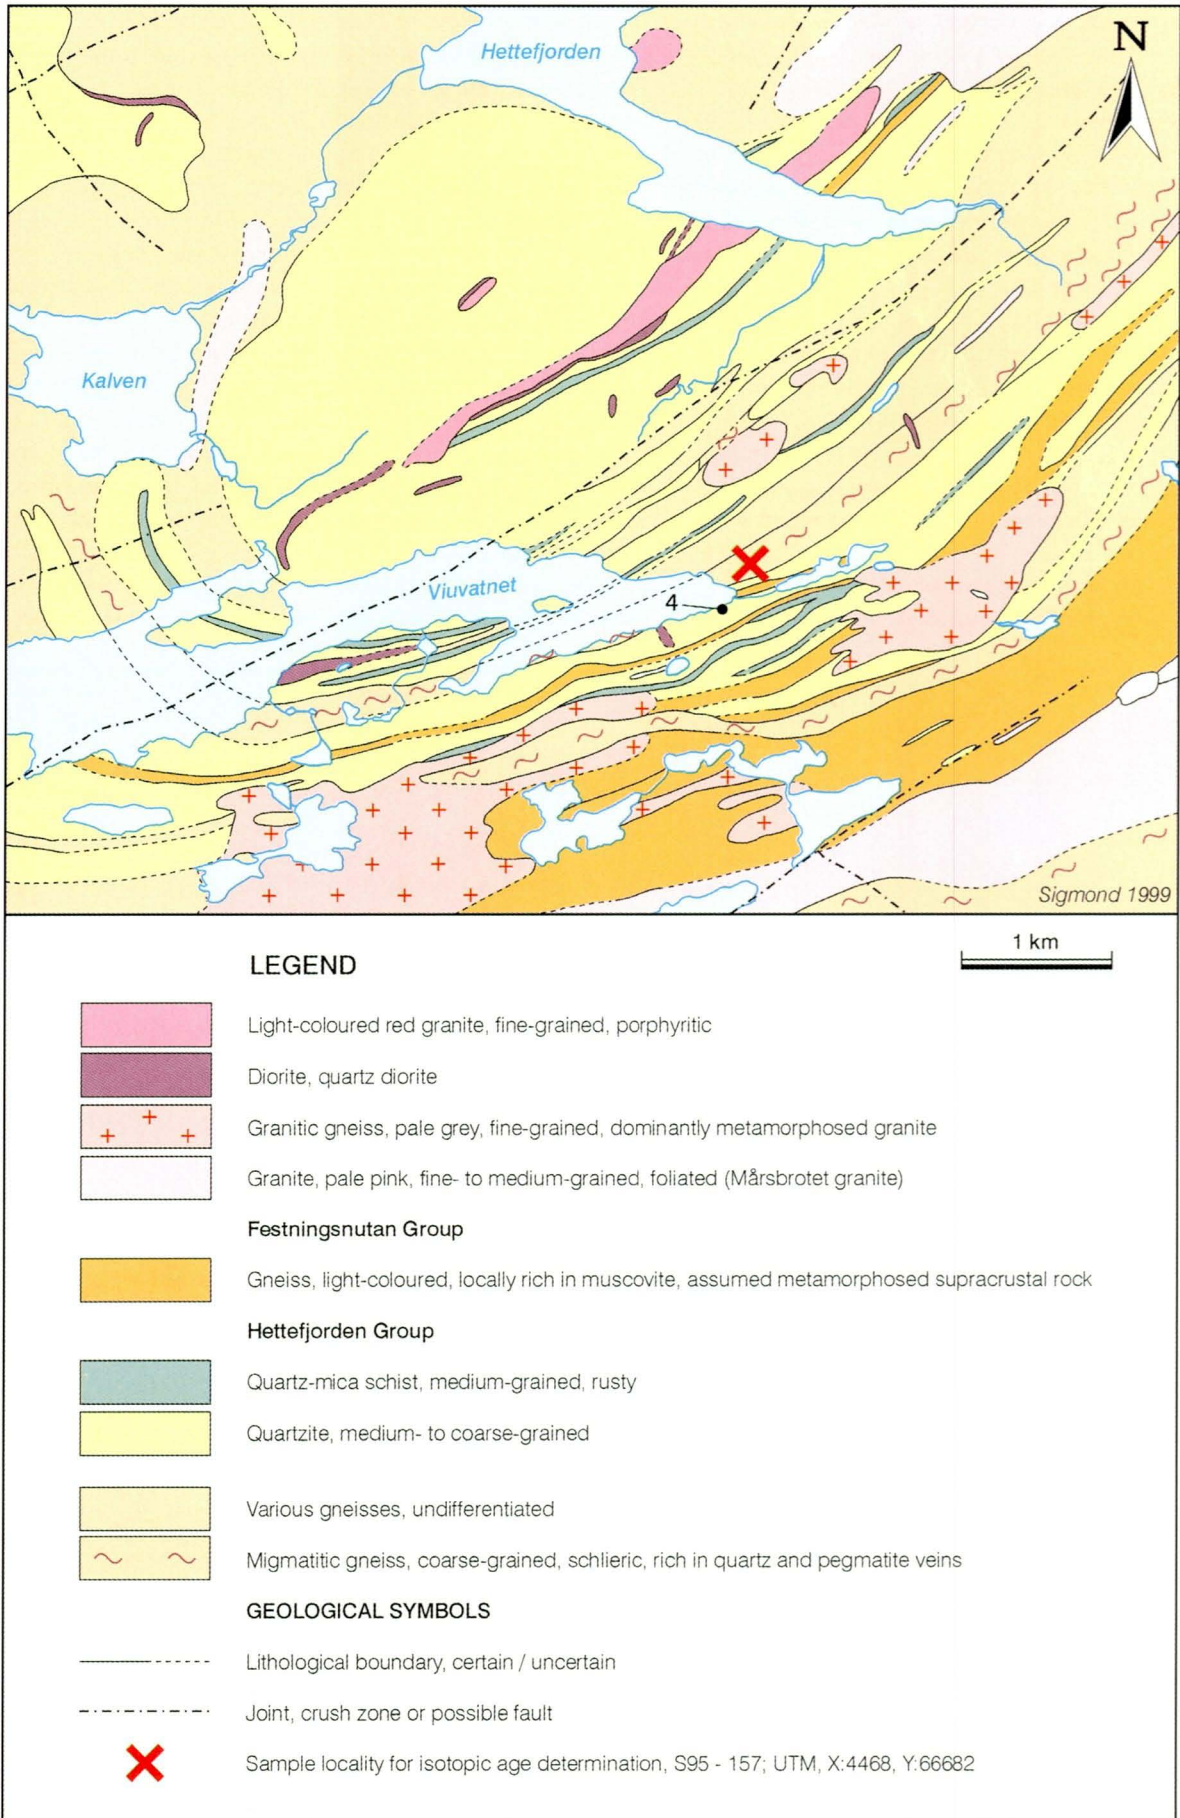 N
Hettefjorden
Kalven
Viuvatnet
4
Sigmond 1999
1 km
LEGEND
Light-coloured red granite, fine-grained, porphyritic
Diorite, quartz diorite
Granitic gneiss, pale grey, fine-grained, dominantly metamorphosed granite
Granite, pale pink, fine- to medium-grained, foliated (Mårsbrotet granite)
Festningsnutan Group
Gneiss, light-coloured, locally rich in muscovite, assumed metamorphosed supracrustal rock
Hettefjorden Group
Quartz-mica schist, medium-grained, rusty
Quartzite, medium- to coarse-grained
Various gneisses, undifferentiated
Migmatitic gneiss, coarse-grained, schlieric, rich in quartz and pegmatite veins
GEOLOGICAL SYMBOLS
Lithological boundary, certain / uncertain
Joint, crush zone or possible fault
Sample locality for isotopic age determination, S95 - 157; UTM, X:4468, Y:66682